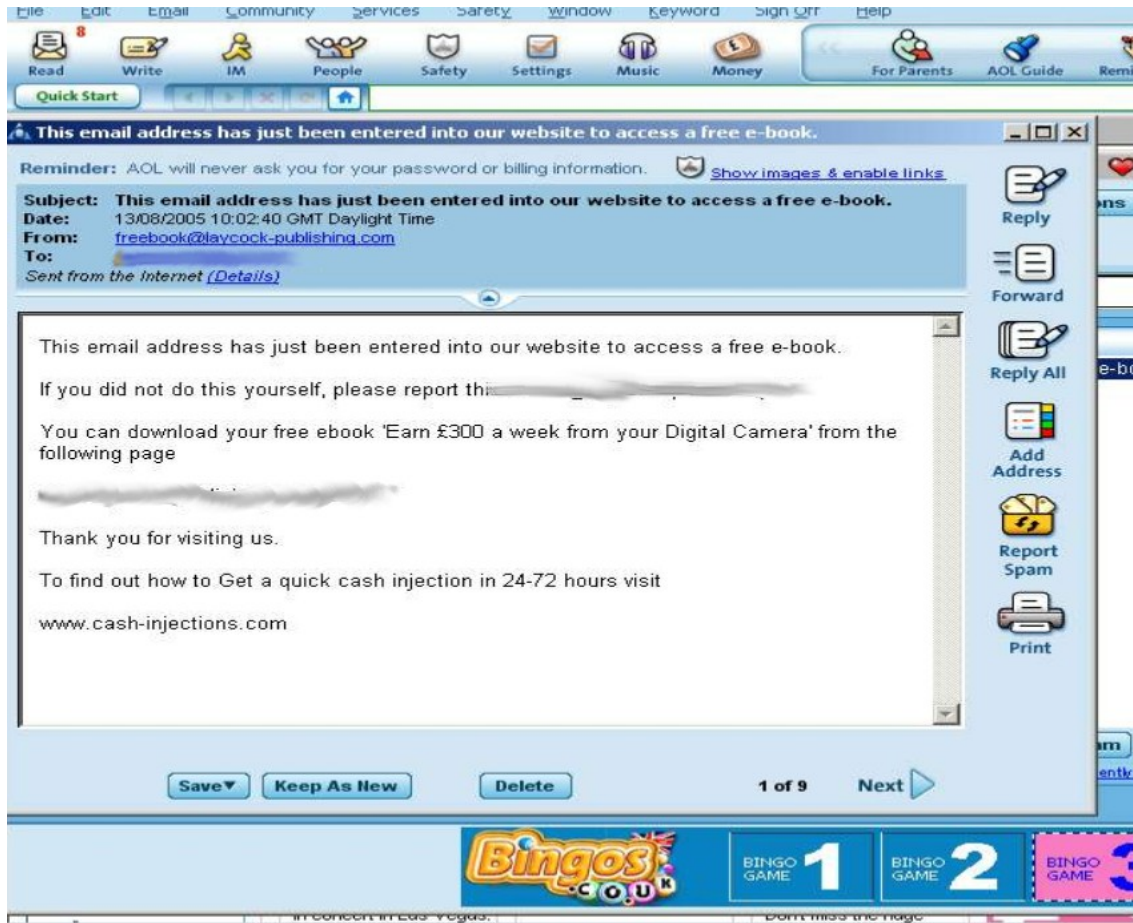 File Edit Email Community Services Safety Window Keyword Sign Off Help
8
Read Write IM People Safety Settings Music Money For Parents AOL Guide
Quick Start
This email address has just been entered into our website to access a free e-book.
Reminder: AOL will never ask you for your password or billing information. Show images & enable links
Subject: This email address has just been entered into our website to access a free e-book.
Date: 13/08/2005 10:02:40 GMT Daylight Time
From: freebook@laycock-publishing.com
To:
Sent from the Internet (Details)
Reply
Forward
Reply All
Add
Address
Report
Spam
Print
This email address has just been entered into our website to access a free e-book.
If you did not do this yourself, please report
You can download your free ebook 'Earn £300 a week from your Digital Camera' from the
following page
Thank you for visiting us.
To find out how to Get a quick cash injection in 24-72 hours visit
www.cash-injections.com
Save Keep As New Delete 1 of 9 Next
Bingos.co.uk
BINGO GAME 1
BINGO GAME 2
BINGO GAME 3
in concert in Las Vegas.
Don't miss the huge